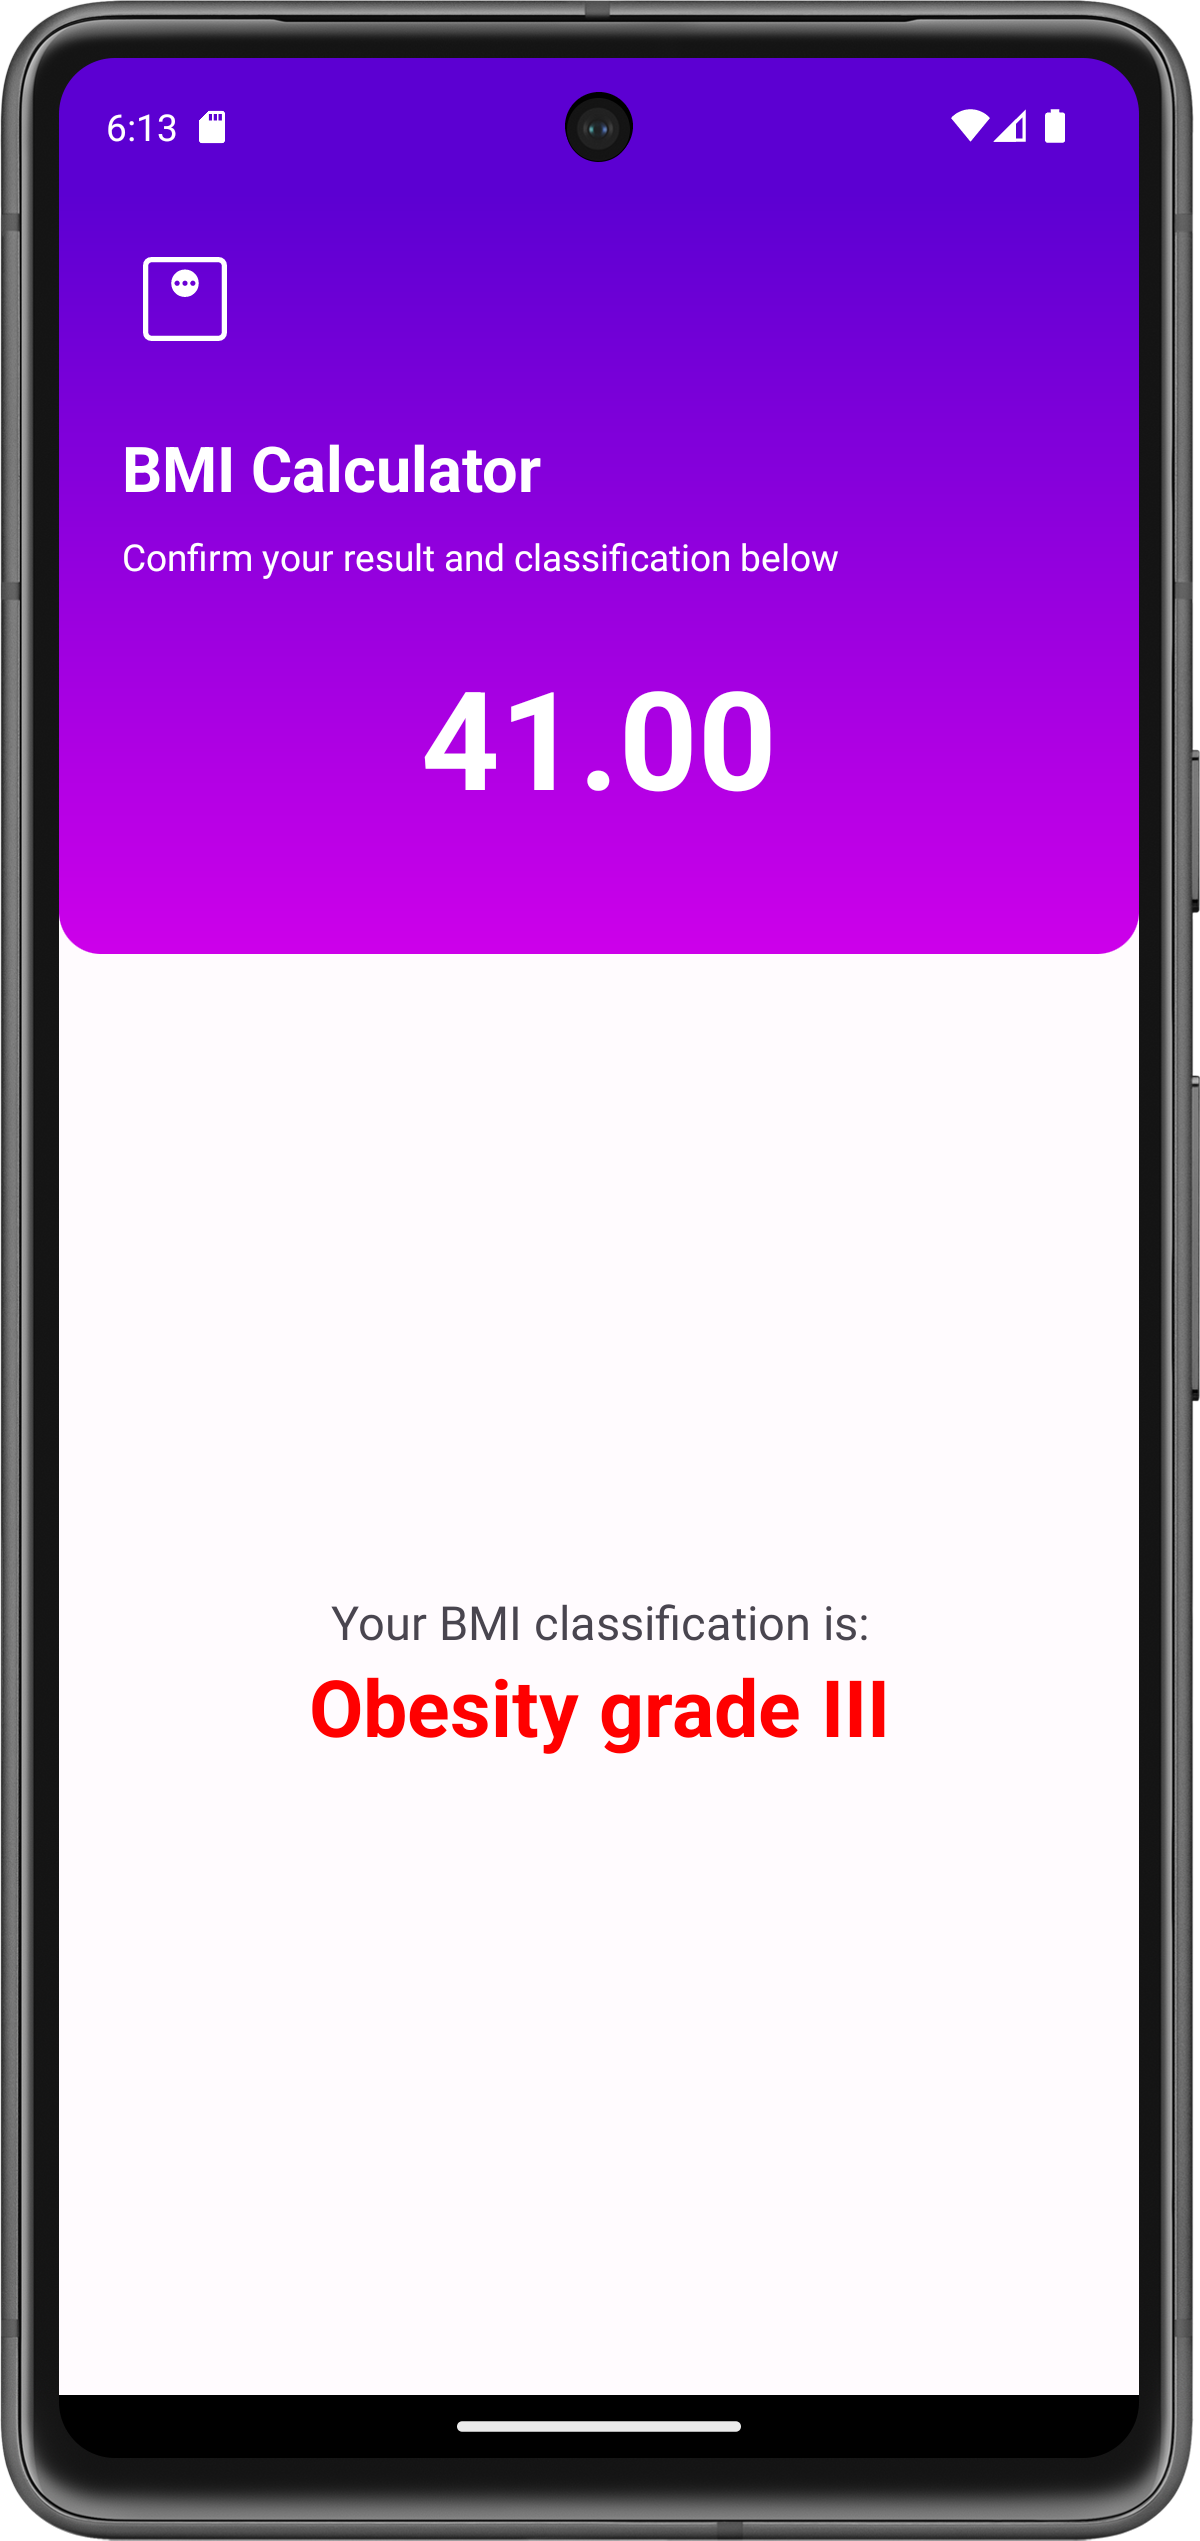 6:13
BMI Calculator
Confirm your result and classification below
41.00
Your BMI classification is:
Obesity grade III